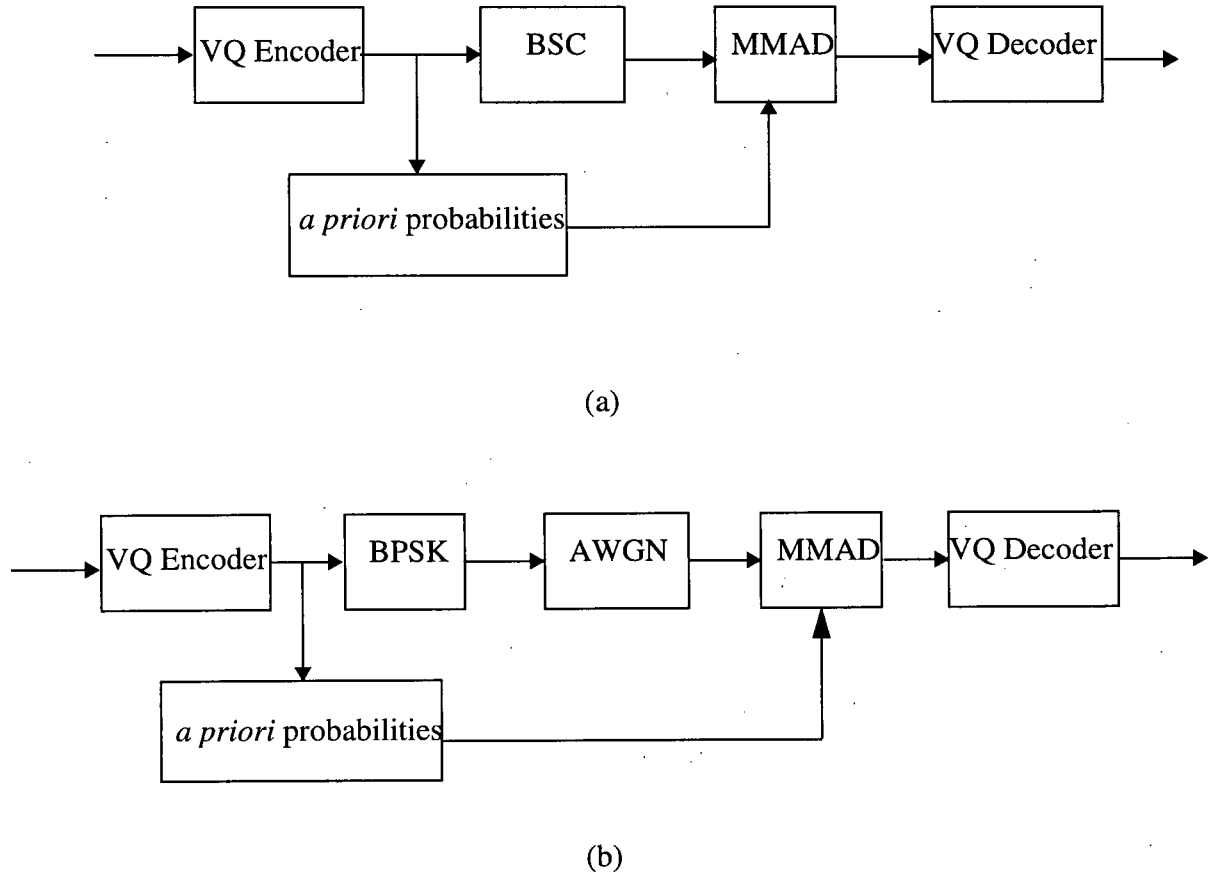 VQ Encoder
BSC
MMAD
VQ Decoder
a priori probabilities
(a)
VQ Encoder
BPSK
AWGN
MMAD
VQ Decoder
a priori probabilities
(b)